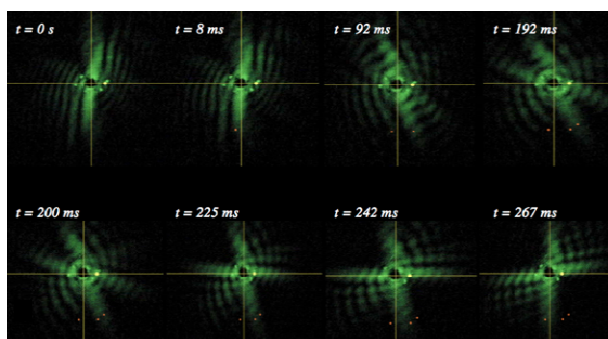 t = 0 s
t = 8 ms
t = 92 ms
t = 192 ms
t = 200 ms
t = 225 ms
t = 242 ms
t = 267 ms